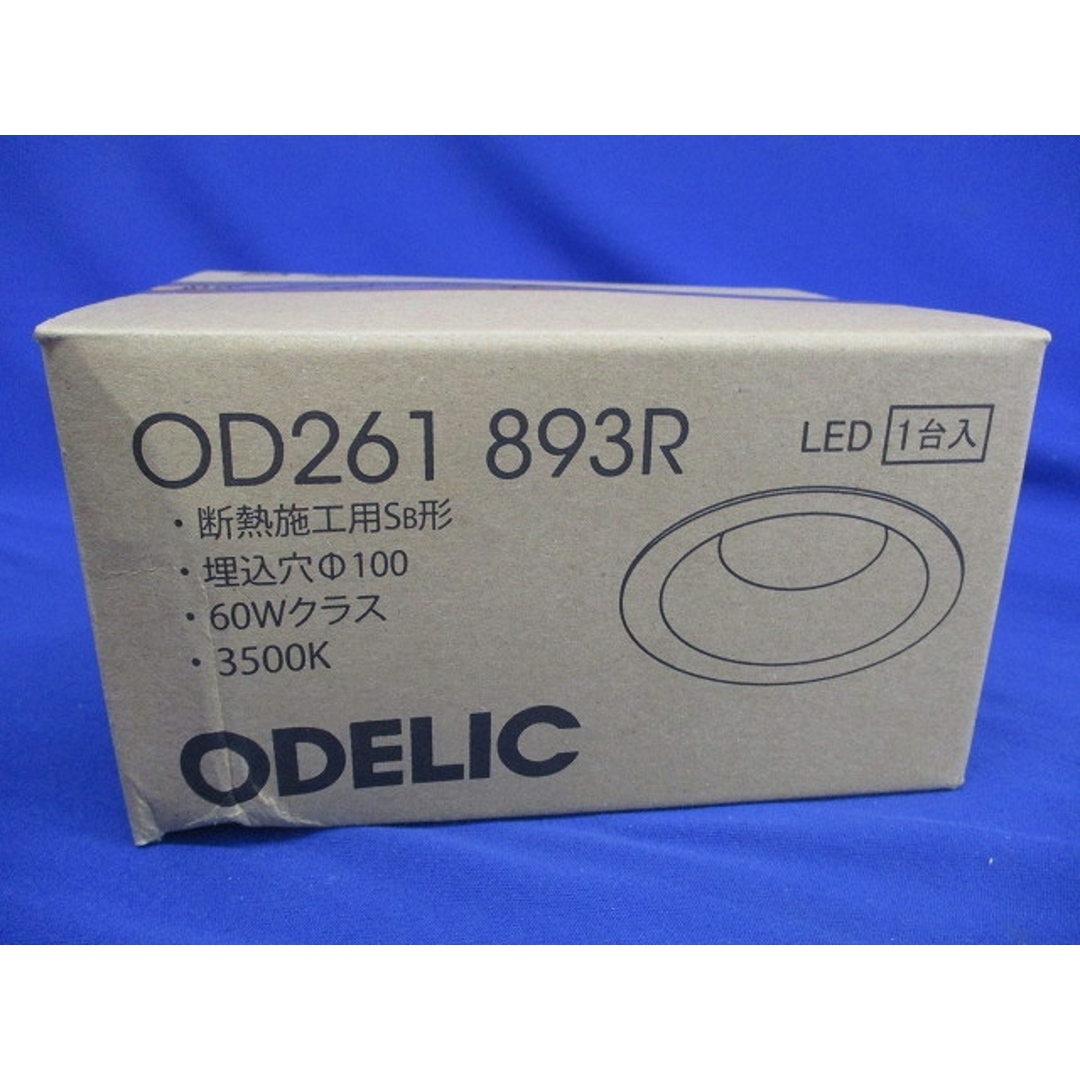 OD261 893R
LED 1台入
・断熱施工用SB形
・埋込穴Φ100
・60Wクラス
・3500K
ODELIC